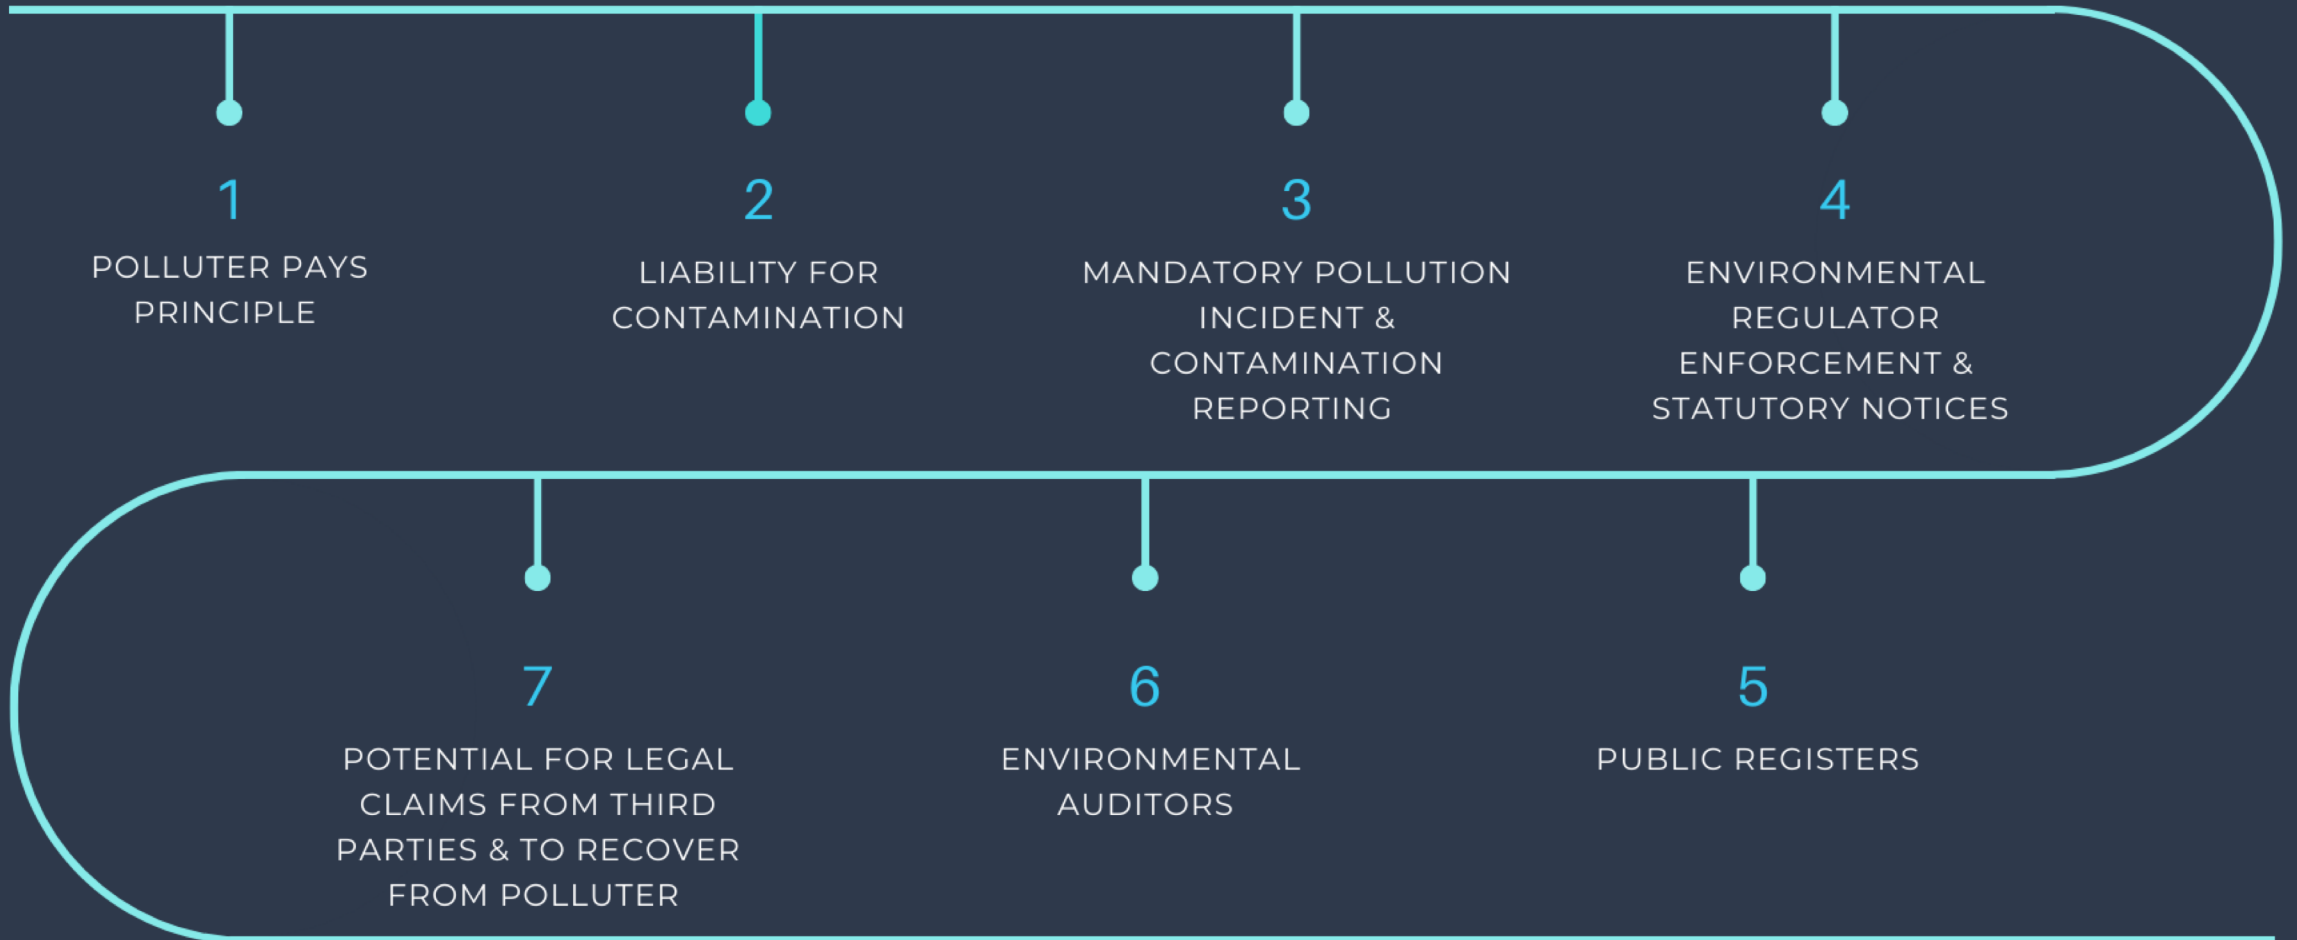 1
POLLUTER PAYS
PRINCIPLE
2
LIABILITY FOR
CONTAMINATION
3
MANDATORY POLLUTION
INCIDENT &
CONTAMINATION
REPORTING
4
ENVIRONMENTAL
REGULATOR
ENFORCEMENT &
STATUTORY NOTICES
5
PUBLIC REGISTERS
6
ENVIRONMENTAL
AUDITORS
7
POTENTIAL FOR LEGAL
CLAIMS FROM THIRD
PARTIES & TO RECOVER
FROM POLLUTER